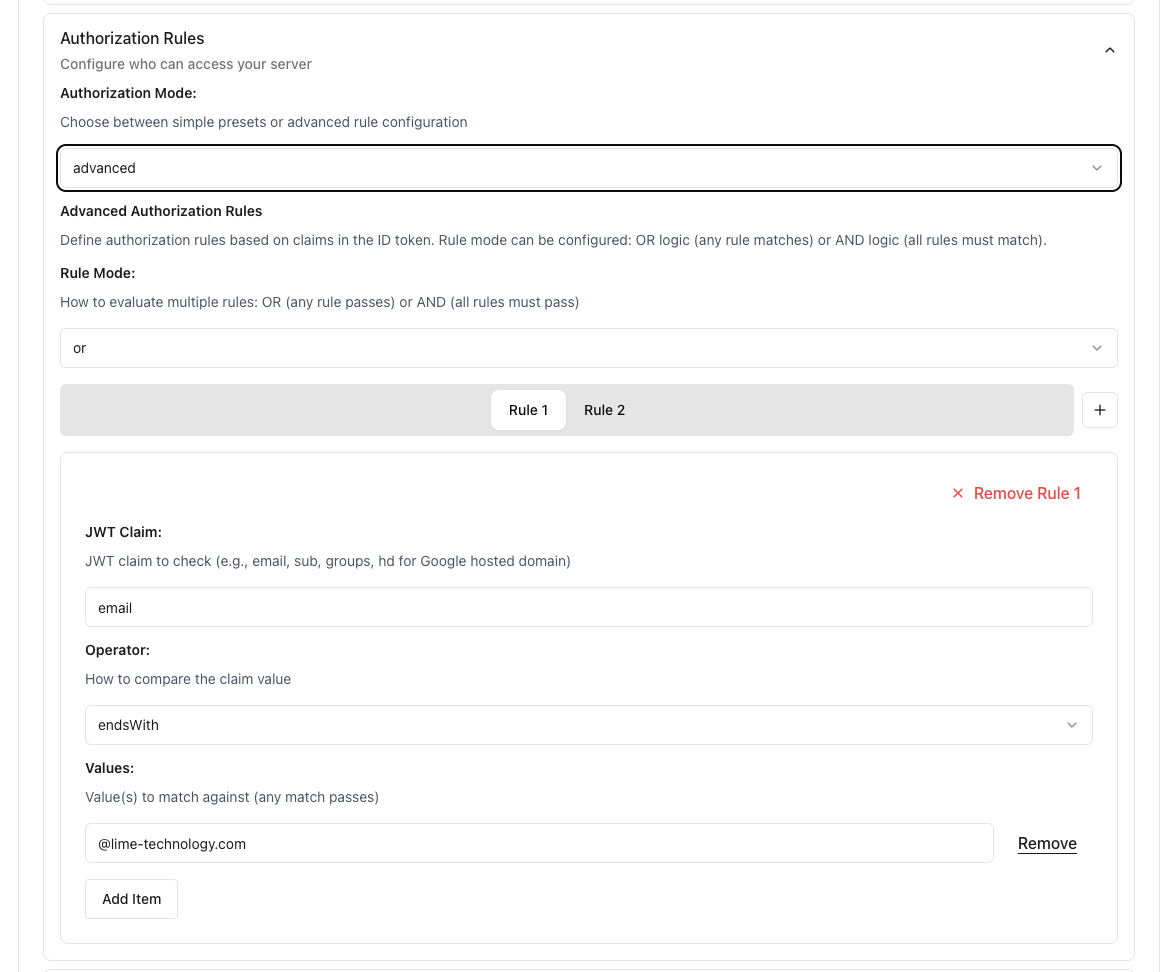 Authorization Rules
Configure who can access your server
Authorization Mode:
Choose between simple presets or advanced rule configuration
advanced
Advanced Authorization Rules
Define authorization rules based on claims in the ID token. Rule mode can be configured: OR logic (any rule matches) or AND logic (all rules must match).
Rule Mode:
How to evaluate multiple rules: OR (any rule passes) or AND (all rules must pass)
or
Rule 1 Rule 2 +
Remove Rule 1
JWT Claim:
JWT claim to check (e.g., email, sub, groups, hd for Google hosted domain)
email
Operator:
How to compare the claim value
endsWith
Values:
Value(s) to match against (any match passes)
@lime-technology.com Remove
Add Item